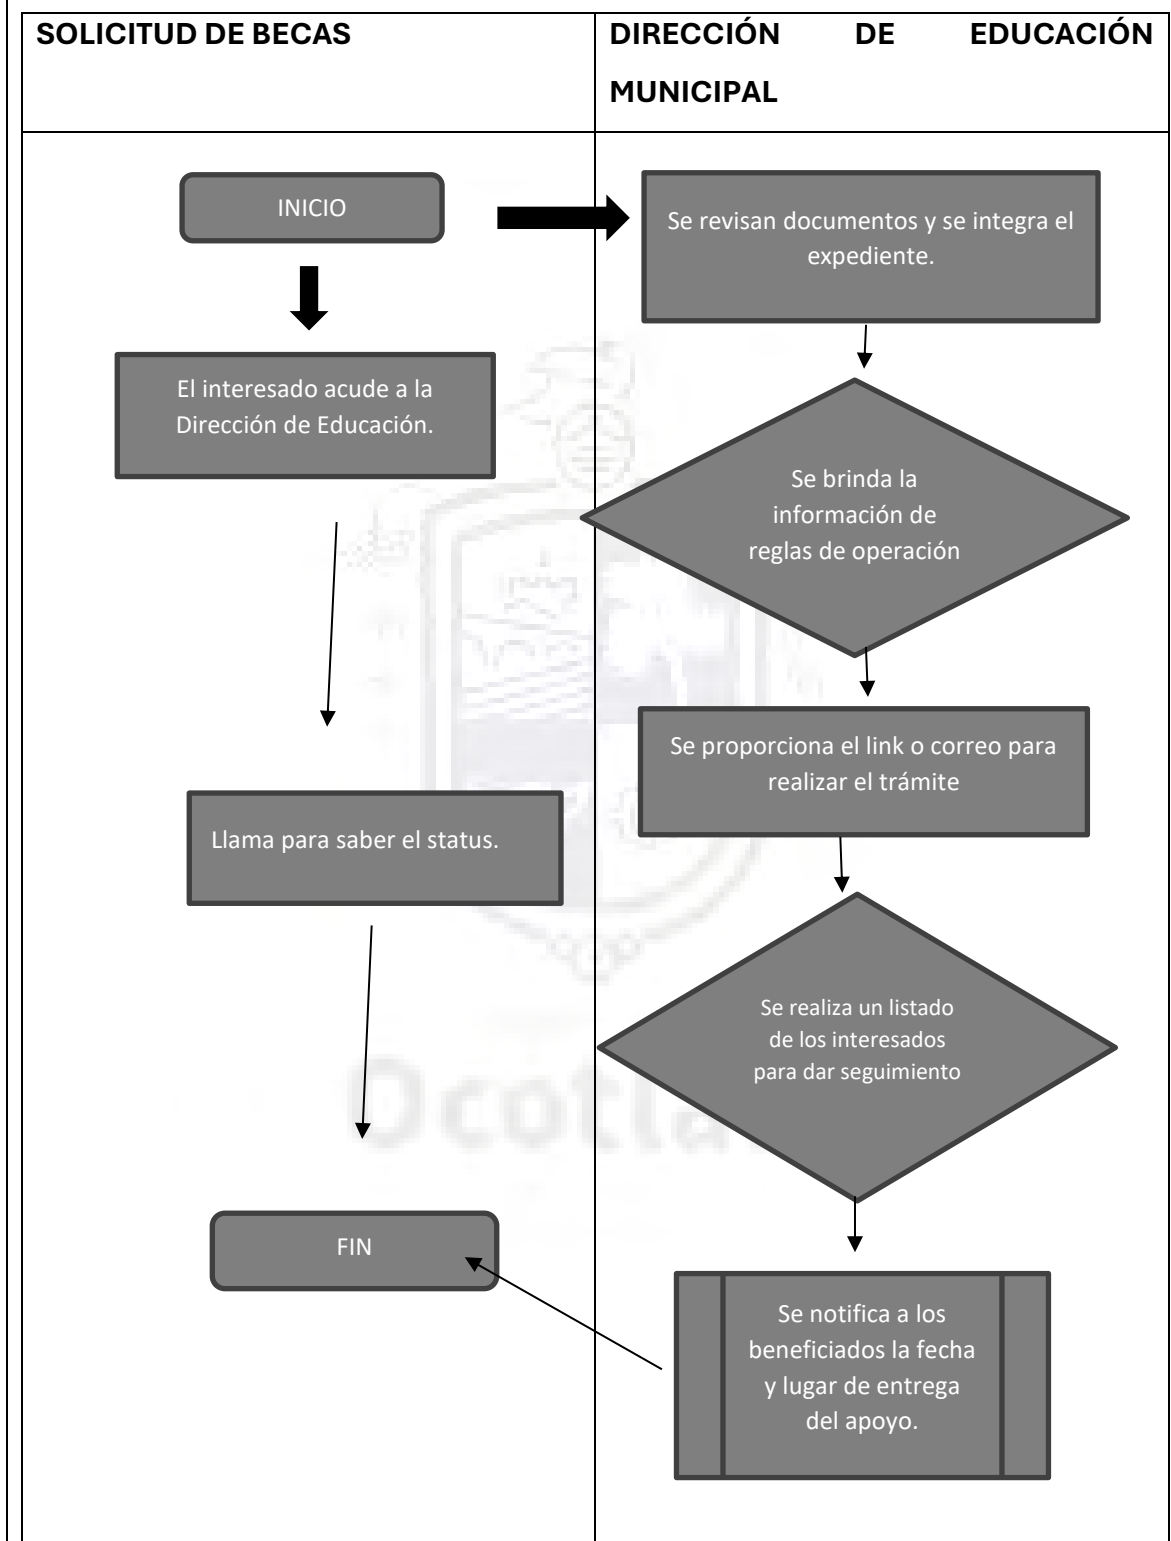 SOLICITUD DE BECAS
DIRECCIÓN DE EDUCACIÓN
MUNICIPAL
INICIO
El interesado acude a la
Dirección de Educación.
Llama para saber el status.
FIN
Se revisan documentos y se integra el
expediente.
Se brinda la
información de
reglas de operación
Se proporciona el link o correo para
realizar el trámite
Se realiza un listado
de los interesados
para dar seguimiento
Se notifica a los
beneficiados la fecha
y lugar de entrega
del apoyo.